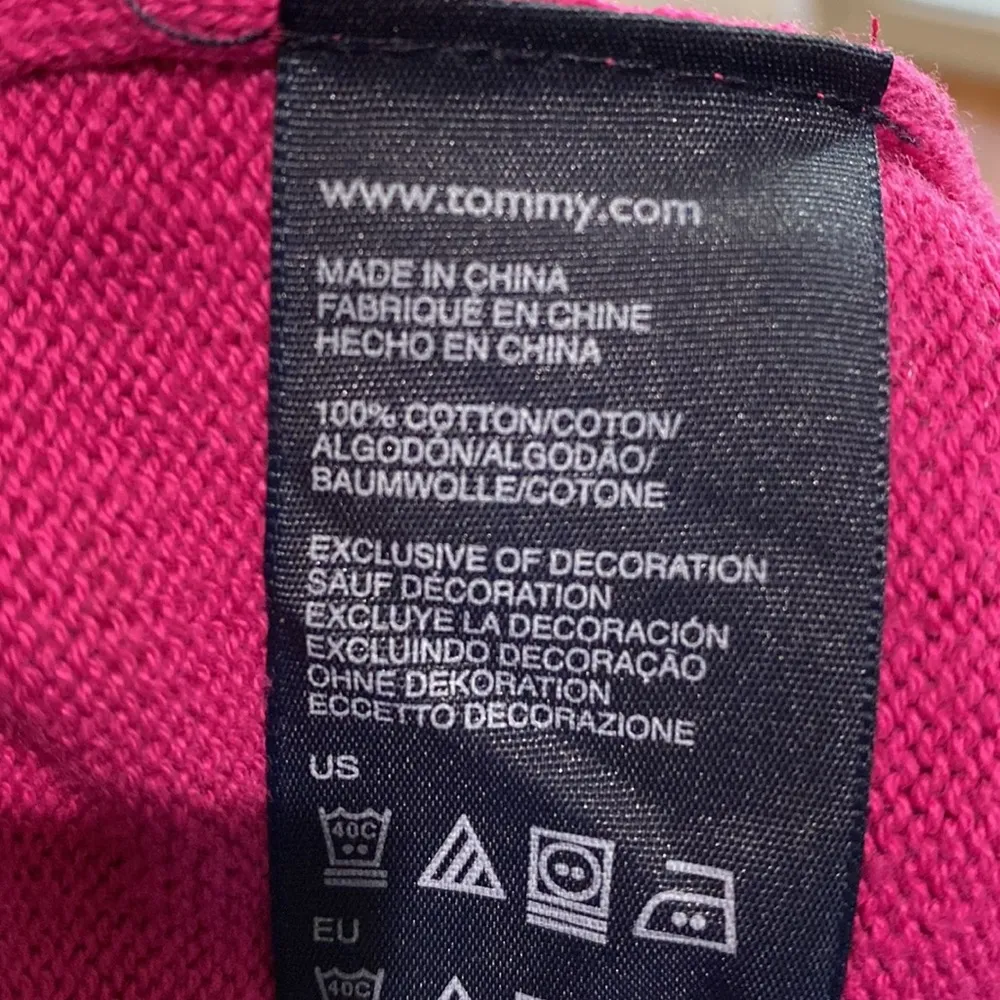 www.tommy.com
MADE IN CHINA
FABRIQUÉ EN CHINE
HECHO EN CHINA
100% COTTON/COTON/
ALGODÓN/ALGODÃO/
BAUMWOLLE/COTONE
EXCLUSIVE OF DECORATION
SAUF DÉCORATION
EXCLUYE LA DECORACIÓN
EXCLUINDO DECORAÇÃO
OHNE DEKORATION
ECCETTO DECORAZIONE
US
40C
EU
40C